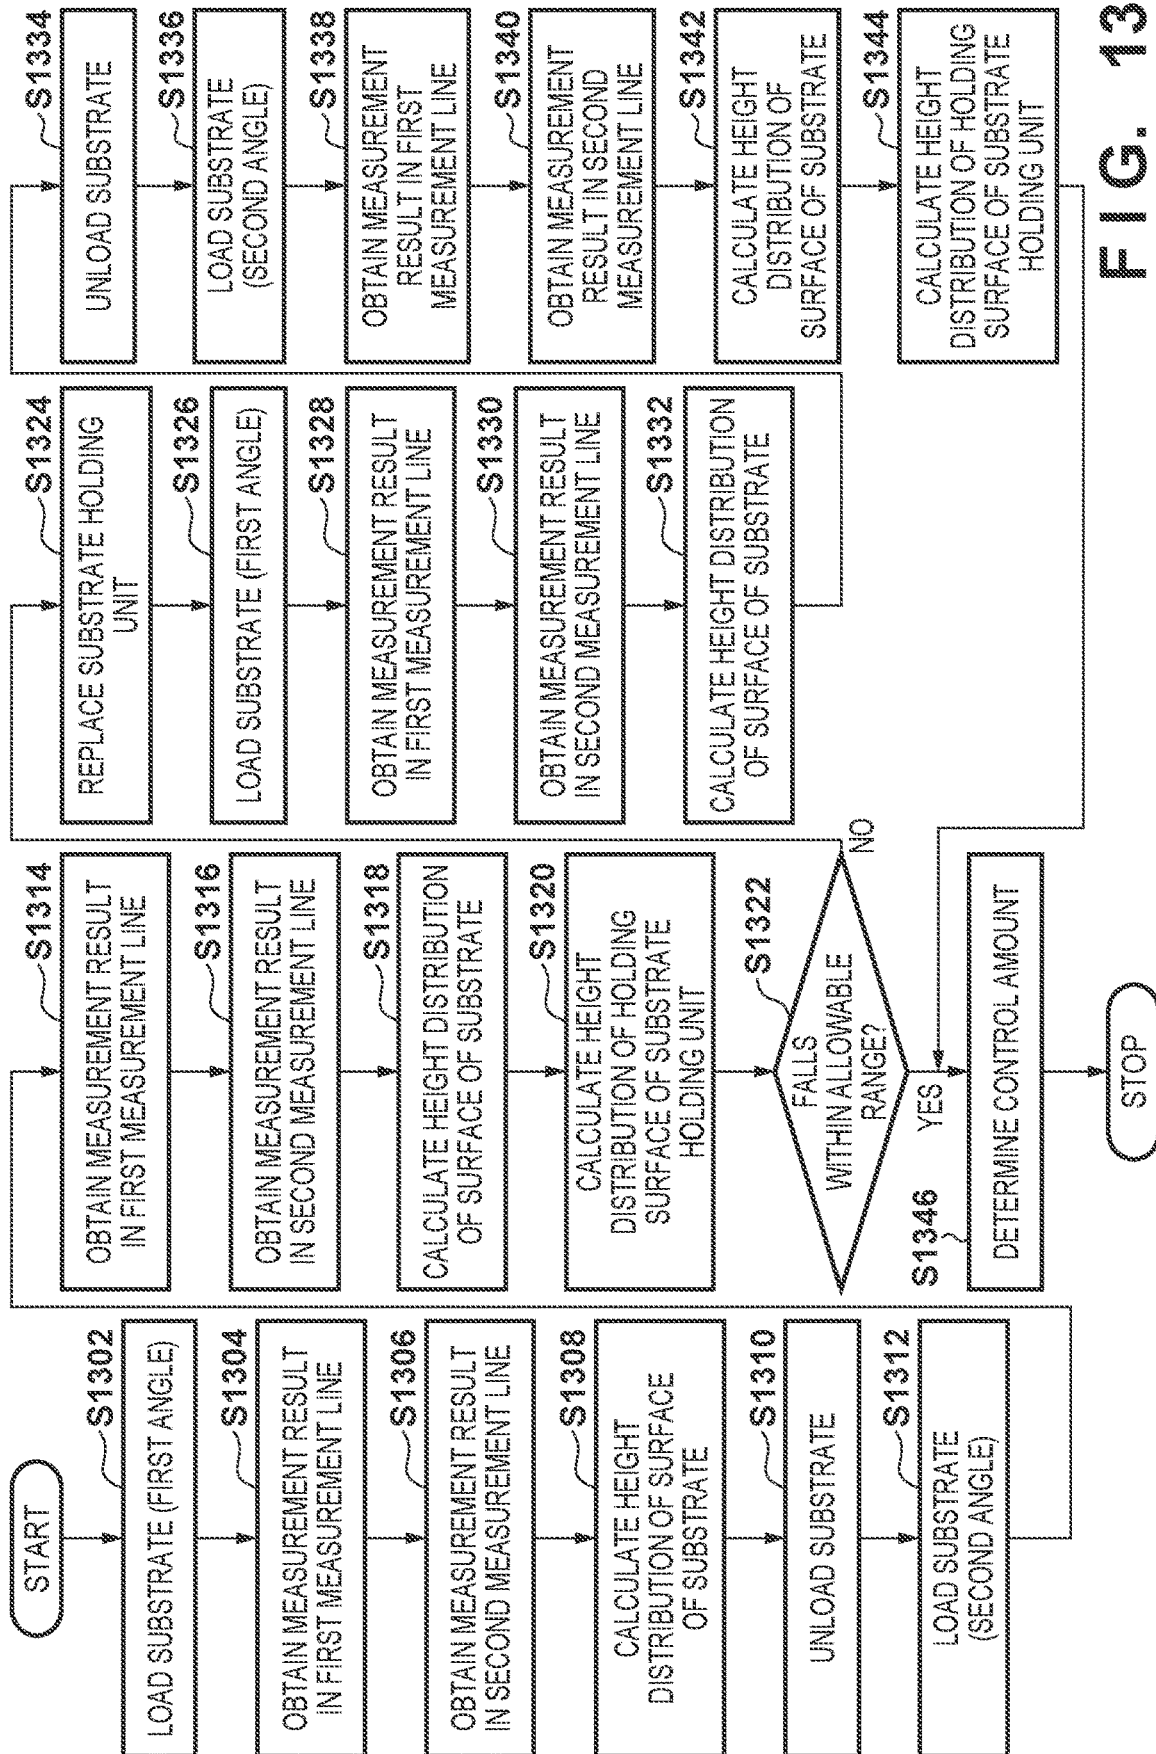 START
S1302
LOAD SUBSTRATE (FIRST ANGLE)
S1304
OBTAIN MEASUREMENT RESULT
IN FIRST MEASUREMENT LINE
S1306
OBTAIN MEASUREMENT RESULT
IN SECOND MEASUREMENT LINE
S1308
CALCULATE HEIGHT
DISTRIBUTION OF SURFACE
OF SUBSTRATE
S1310
UNLOAD SUBSTRATE
S1312
LOAD SUBSTRATE
(SECOND ANGLE)
S1314
OBTAIN MEASUREMENT RESULT
IN FIRST MEASUREMENT LINE
S1316
OBTAIN MEASUREMENT RESULT
IN SECOND MEASUREMENT LINE
S1318
CALCULATE HEIGHT DISTRIBUTION
OF SURFACE OF SUBSTRATE
S1320
CALCULATE HEIGHT
DISTRIBUTION OF HOLDING
SURFACE OF SUBSTRATE
HOLDING UNIT
S1322
FALLS
WITHIN ALLOWABLE
RANGE?
NO
YES
S1346
DETERMINE CONTROL AMOUNT
STOP
S1324
REPLACE SUBSTRATE HOLDING
UNIT
S1326
LOAD SUBSTRATE (FIRST ANGLE)
S1328
OBTAIN MEASUREMENT RESULT
IN FIRST MEASUREMENT LINE
S1330
OBTAIN MEASUREMENT RESULT
IN SECOND MEASUREMENT LINE
S1332
CALCULATE HEIGHT DISTRIBUTION
OF SURFACE OF SUBSTRATE
S1334
UNLOAD SUBSTRATE
S1336
LOAD SUBSTRATE
(SECOND ANGLE)
S1338
OBTAIN MEASUREMENT
RESULT IN FIRST
MEASUREMENT LINE
S1340
OBTAIN MEASUREMENT
RESULT IN SECOND
MEASUREMENT LINE
S1342
CALCULATE HEIGHT
DISTRIBUTION OF
SURFACE OF SUBSTRATE
S1344
CALCULATE HEIGHT
DISTRIBUTION OF HOLDING
SURFACE OF SUBSTRATE
HOLDING UNIT
FIG. 13